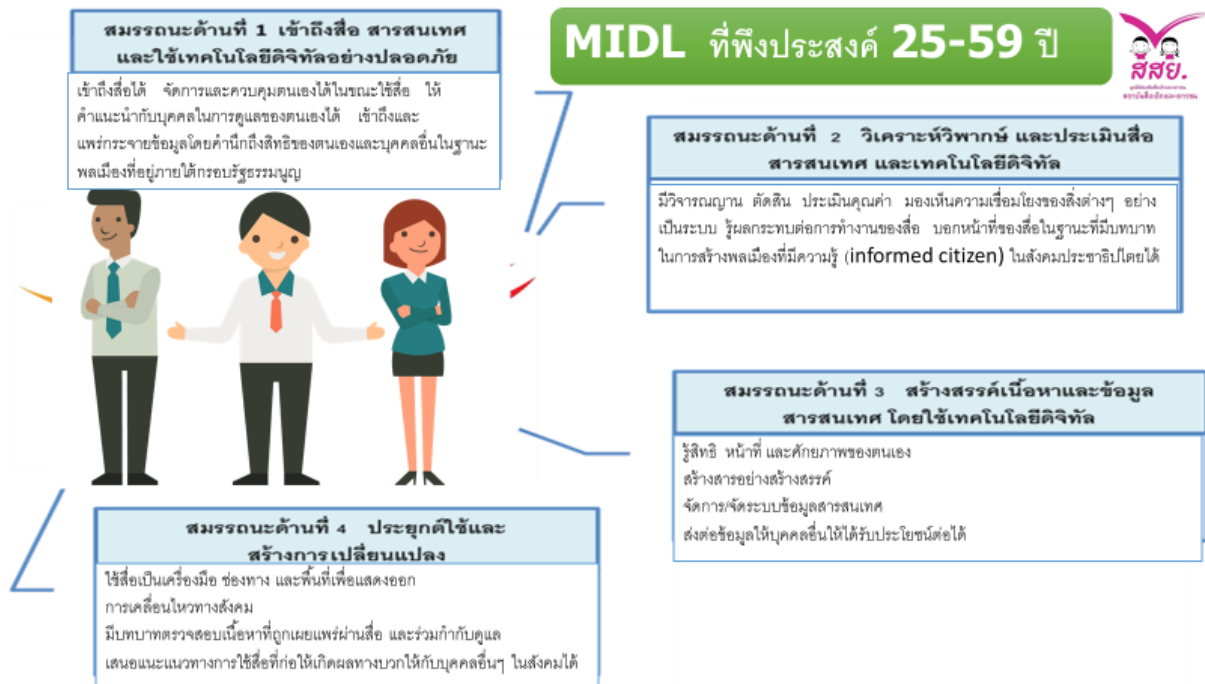 สมรรถนะด้านที่ 1 เข้าถึงสื่อ สารสนเทศ
และใช้เทคโนโลยีดิจิทัลอย่างปลอดภัย
เข้าถึงสื่อได้ จัดการและควบคุมตนเองได้ในขณะใช้สื่อ ให้
คำแนะนำกับบุคคลในการดูแลของตนเองได้ เข้าถึงและ
แพร่กระจายข้อมูลโดยคำนึกถึงสิทธิของตนเองและบุคคลอื่นในฐานะ
พลเมืองที่อยู่ภายใต้กรอบรัฐธรรมนูญ
MIDL ที่พึงประสงค์ 25-59 ปี
สสย.
สถาบันสื่อเด็กและเยาวชน
สมรรถนะด้านที่ 2 วิเคราะห์วิพากษ์ และประเมินสื่อ
สารสนเทศ และเทคโนโลยีดิจิทัล
มีวิจารณญาน ตัดสิน ประเมินคุณค่า มองเห็นความเชื่อมโยงของสิ่งต่างๆ อย่าง
เป็นระบบ รู้ผลกระทบต่อการทำงานของสื่อ บอกหน้าที่ของสื่อในฐานะที่มีบทบาท
ในการสร้างพลเมืองที่มีความรู้ (informed citizen) ในสังคมประชาธิปไตยได้
สมรรถนะด้านที่ 3 สร้างสรรค์เนื้อหาและข้อมูล
สารสนเทศ โดยใช้เทคโนโลยีดิจิทัล
รู้สิทธิ หน้าที่ และศักยภาพของตนเอง
สร้างสารอย่างสร้างสรรค์
จัดการ/จัดระบบข้อมูลสารสนเทศ
ส่งต่อข้อมูลให้บุคคลอื่นให้ได้รับประโยชน์ต่อได้
สมรรถนะด้านที่ 4 ประยุกต์ใช้และ
สร้างการเปลี่ยนแปลง
ใช้สื่อเป็นเครื่องมือ ช่องทาง และพื้นที่เพื่อแสดงออก
การเคลื่อนไหวทางสังคม
มีบทบาทตรวจสอบเนื้อหาที่ถูกเผยแพร่ผ่านสื่อ และร่วมกำกับดูแล
เสนอแนะแนวทางการใช้สื่อที่ก่อให้เกิดผลทางบวกให้กับบุคคลอื่นๆ ในสังคมได้